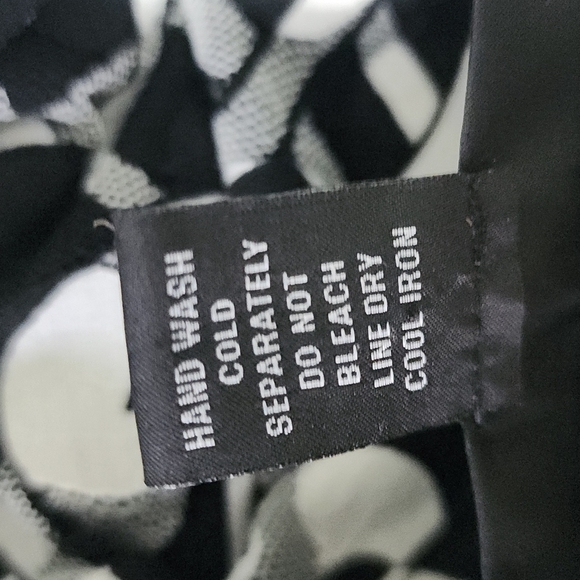 HAND WASH
COLD
SEPARATELY
DO NOT
BLEACH
LINE DRY
COOL IRON